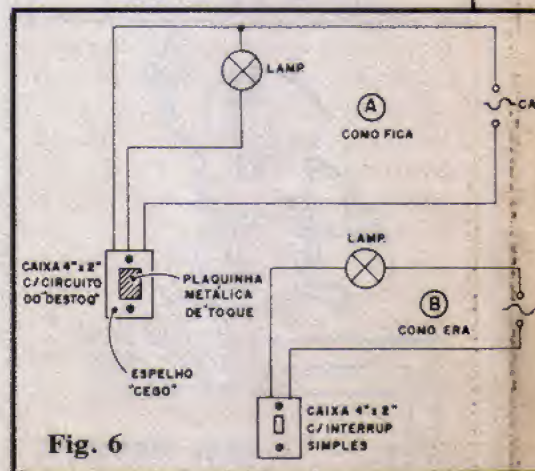 LAMP.
CA
A
COMO FICA
CAIXA 4"x 2"
C/CIRCUITO
DO "DESTOQ"
PLAQUINHA
METÁLICA
DE TOQUE
ESPELHO
"CEGO"
LAMP.
B
COMO ERA
CAIXA 4"x 2"
C/INTERRUP
SIMPLES
Fig. 6